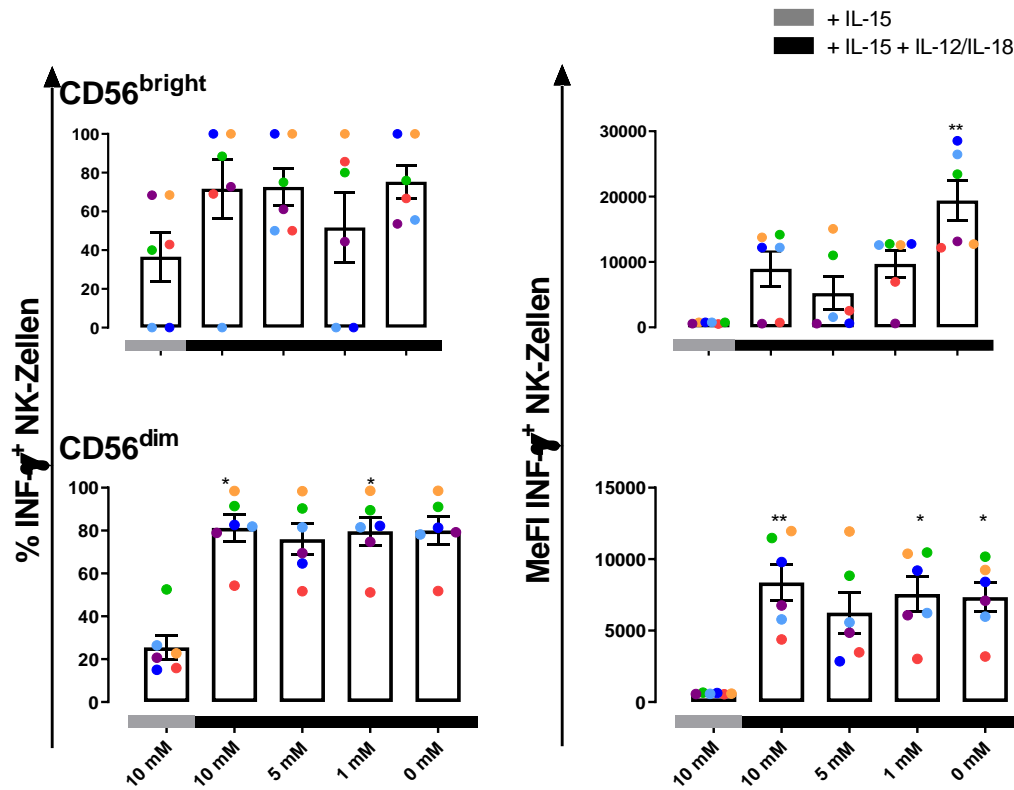 + IL-15
+ IL-15 + IL-12/IL-18
CD56bright
100
80
60
40
20
0
% INF-γ+ NK-Zellen
30000
20000
10000
0
**
MeFI INF-γ+ NK-Zellen
CD56dim
100
80
60
40
20
0
* *
10 mM 10 mM 5 mM 1 mM 0 mM
15000
10000
5000
0
** * *
10 mM 10 mM 5 mM 1 mM 0 mM